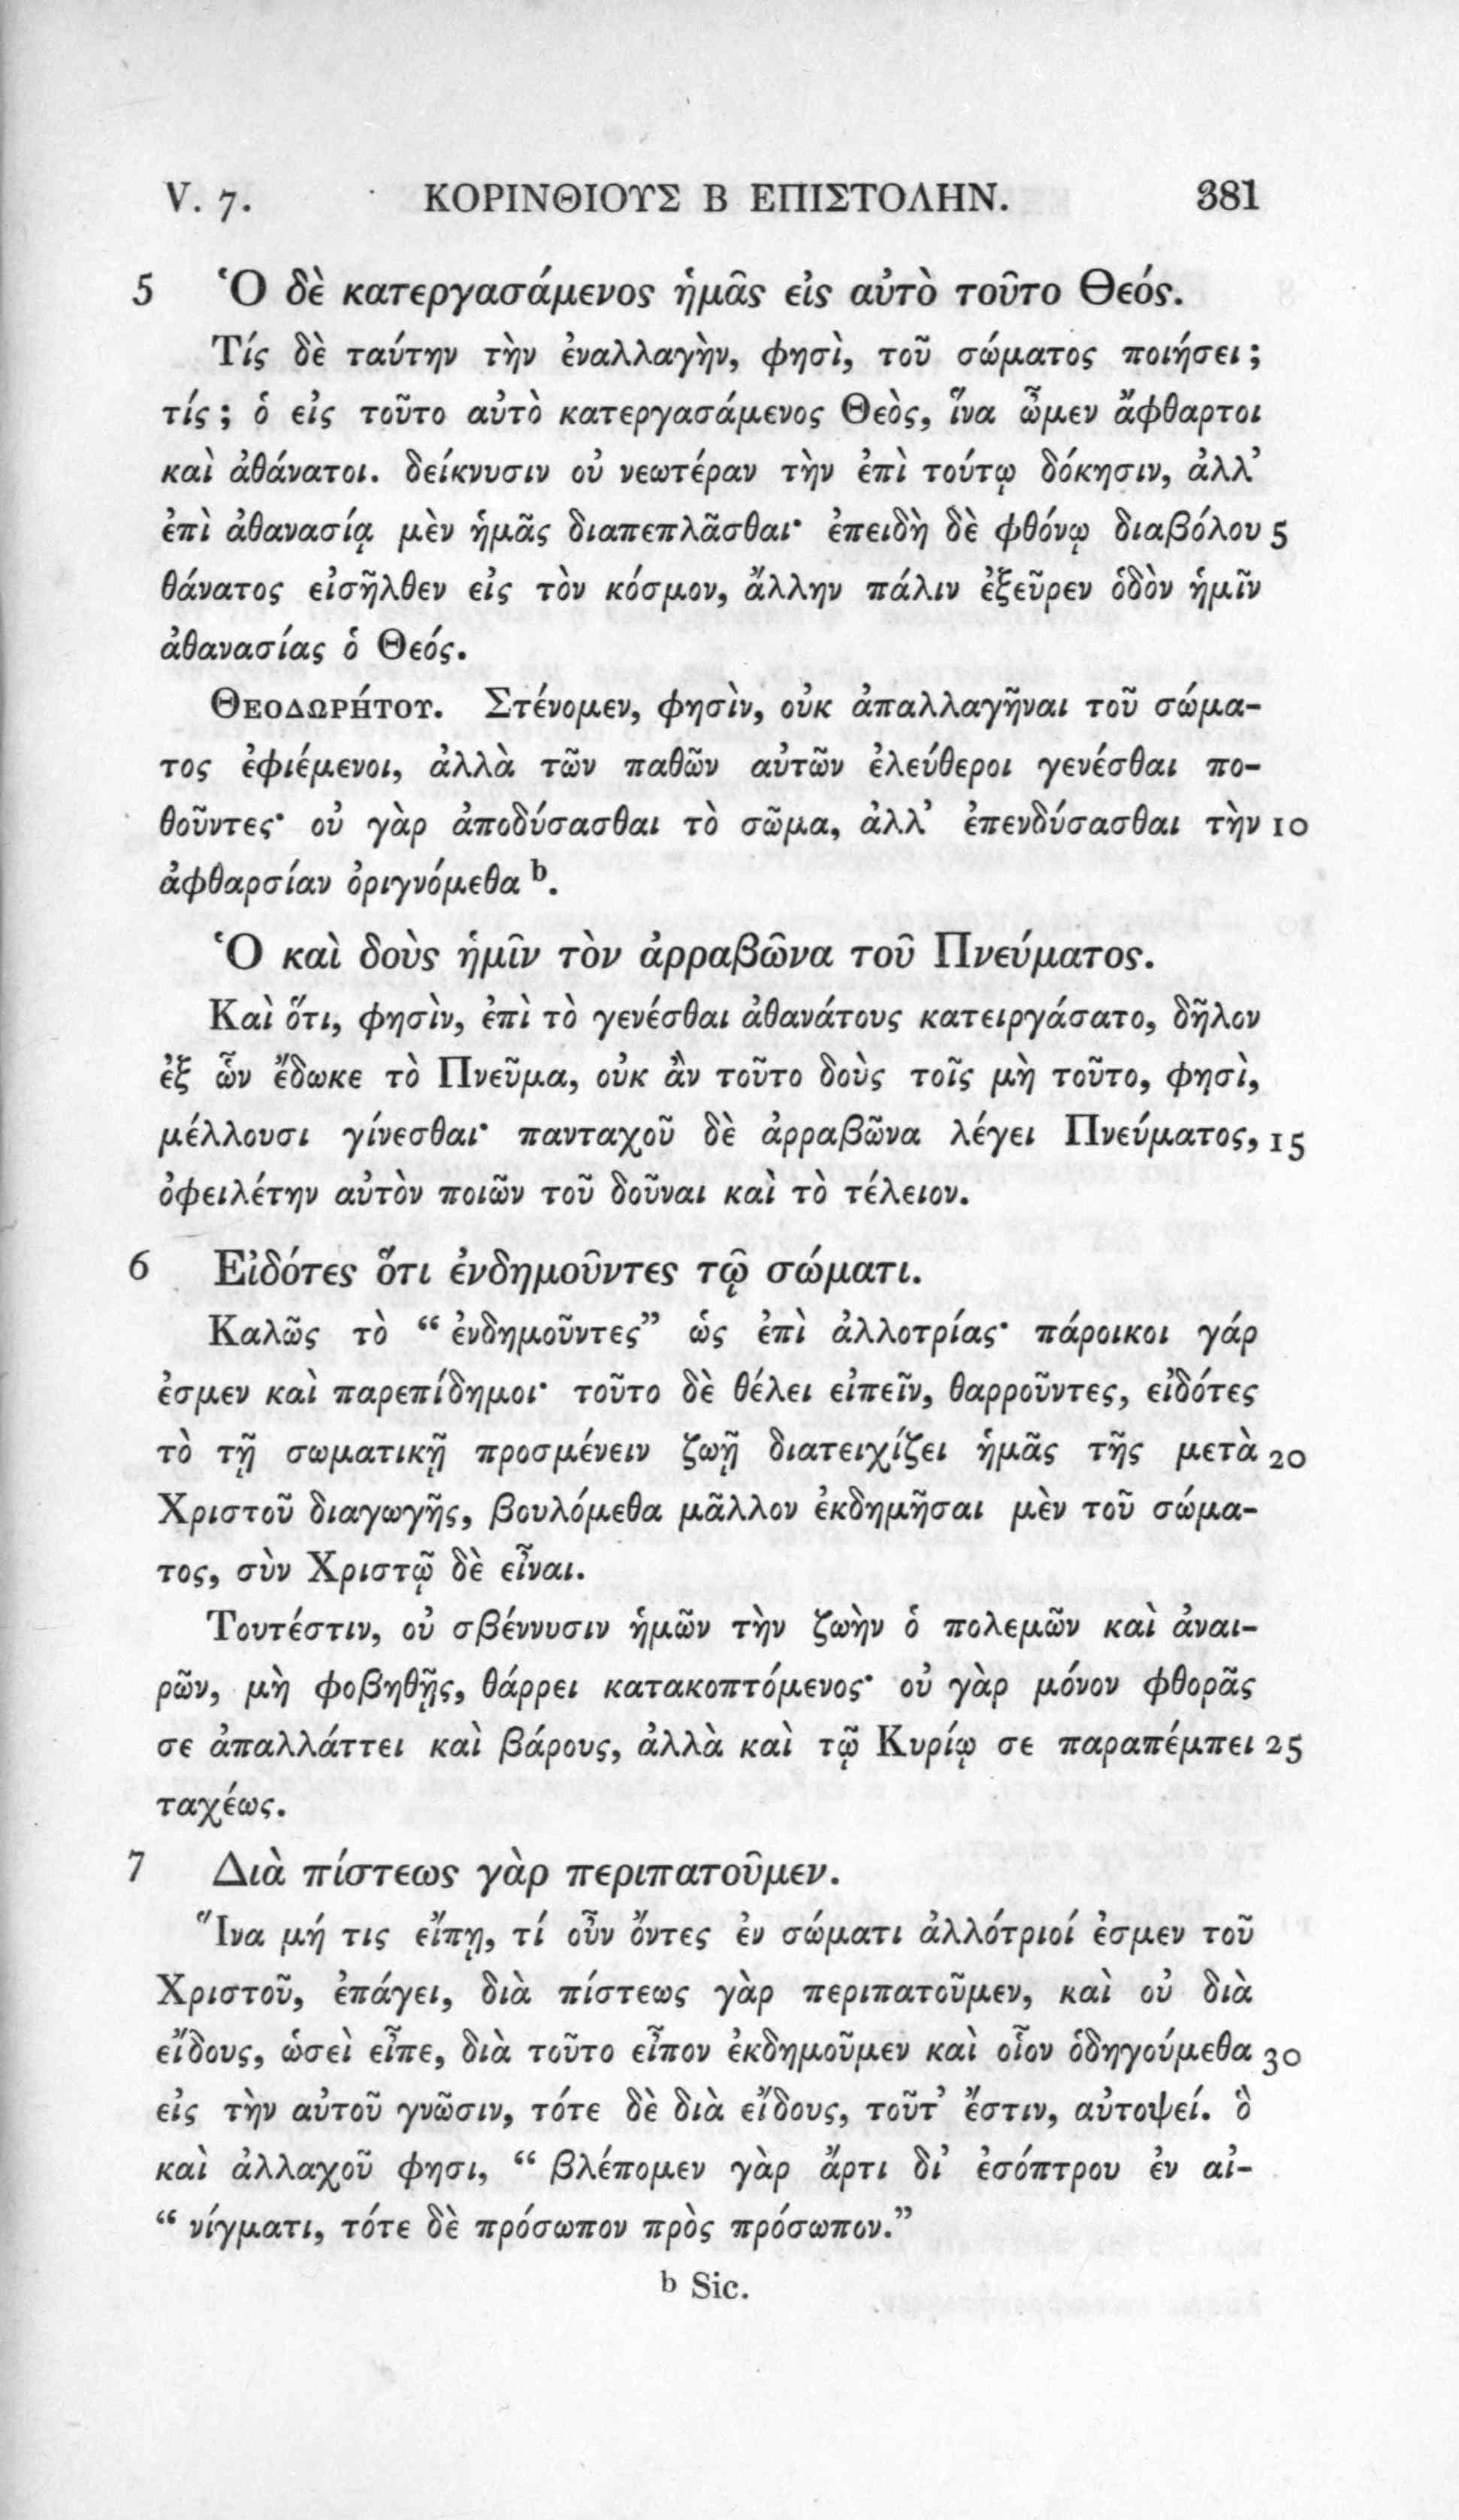 V. 7. ΚΟΡΙΝΘΙΟΥΣ Β ΕΠΙΣΤΟΛΗΝ. 381
5 Ὁ δὲ κατεργασάμενος ἡμᾶς εἰς αὐτὸ τοῦτο Θεός.
Τίς δὲ ταύτην τὴν ἐναλλαγὴν, φησὶ, τοῦ σώματος ποιήσει;
τίς; ὁ εἰς τοῦτο αὐτὸ κατεργασάμενος Θεὸς, ἵνα ὦμεν ἄφθαρτοι
καὶ ἀθάνατοι. δείκνυσιν οὐ νεωτέραν τὴν ἐπὶ τούτῳ δόκησιν, ἀλλ’
ἐπὶ ἀθανασίᾳ μὲν ἡμᾶς διαπεπλᾶσθαι· ἐπειδὴ δὲ φθόνῳ διαβόλου 5
θάνατος εἰσῆλθεν εἰς τὸν κόσμον, ἄλλην πάλιν ἐξεῦρεν ὁδὸν ἡμῖν
ἀθανασίας ὁ Θεός.
ΘΕΟΔΩΡΉΤΟΥ. Στένομεν, φησὶν, οὐκ ἀπαλλαγῆναι τοῦ σώμα-
τος ἐφιέμενοι, ἀλλὰ τῶν παθῶν αὐτῶν ἐλεύθεροι γενέσθαι πο-
θοῦντες· οὐ γὰρ ἀποδύσασθαι τὸ σῶμα, ἀλλ’ ἐπενδύσασθαι τὴν 10
ἀφθαρσίαν ὀριγνόμεθα b.
Ὁ καὶ δοὺς ἡμῖν τὸν ἀρραβῶνα τοῦ Πνεύματος.
Καὶ ὅτι, φησὶν, ἐπὶ τὸ γενέσθαι ἀθανάτους κατειργάσατο, δῆλον
ἐξ ὧν ἔδωκε τὸ Πνεῦμα, οὐκ ἂν τοῦτο δοὺς τοῖς μὴ τοῦτο, φησὶ,
μέλλουσι γίνεσθαι· πανταχοῦ δὲ ἀρραβῶνα λέγει Πνεύματος, 15
ὀφειλέτην αὐτὸν ποιῶν τοῦ δοῦναι καὶ τὸ τέλειον.
6 Εἰδότες ὅτι ἐνδημοῦντες τῷ σώματι.
Καλῶς τὸ “ ἐνδημοῦντες” ὡς ἐπὶ ἀλλοτρίας· πάροικοι γάρ
ἐσμεν καὶ παρεπίδημοι· τοῦτο δὲ θέλει εἰπεῖν, θαρροῦντες, εἰδότες
τὸ τῇ σωματικῇ προσμένειν ζωῇ διατειχίζει ἡμᾶς τῆς μετὰ 20
Χριστοῦ διαγωγῆς, βουλόμεθα μᾶλλον ἐκδημῆσαι μὲν τοῦ σώμα-
τος, σὺν Χριστῷ δὲ εἶναι.
Τουτέστιν, οὐ σβέννυσιν ἡμῶν τὴν ζωὴν ὁ πολεμῶν καὶ ἀναι-
ρῶν, μὴ φοβηθῇς, θάρρει κατακοπτόμενος· οὐ γὰρ μόνον φθορᾶς
σε ἀπαλλάττει καὶ βάρους, ἀλλὰ καὶ τῷ Κυρίῳ σε παραπέμπει 25
ταχέως.
7 Διὰ πίστεως γὰρ περιπατοῦμεν.
Ἵνα μή τις εἴπῃ, τί οὖν ὄντες ἐν σώματι ἀλλότριοί ἐσμεν τοῦ
Χριστοῦ, ἐπάγει, διὰ πίστεως γὰρ περιπατοῦμεν, καὶ οὐ διὰ
εἴδους, ὡσεὶ εἶπε, διὰ τοῦτο εἶπον ἐκδημοῦμεν καὶ οἷον ὁδηγούμεθα 30
εἰς τὴν αὐτοῦ γνῶσιν, τότε δὲ διὰ εἴδους, τοῦτ’ ἔστιν, αὐτοψεί. ὃ
καὶ ἀλλαχοῦ φησι, “ βλέπομεν γὰρ ἄρτι δι’ ἐσόπτρου ἐν αἰ-
“ νίγματι, τότε δὲ πρόσωπον πρὸς πρόσωπον.”
b Sic.